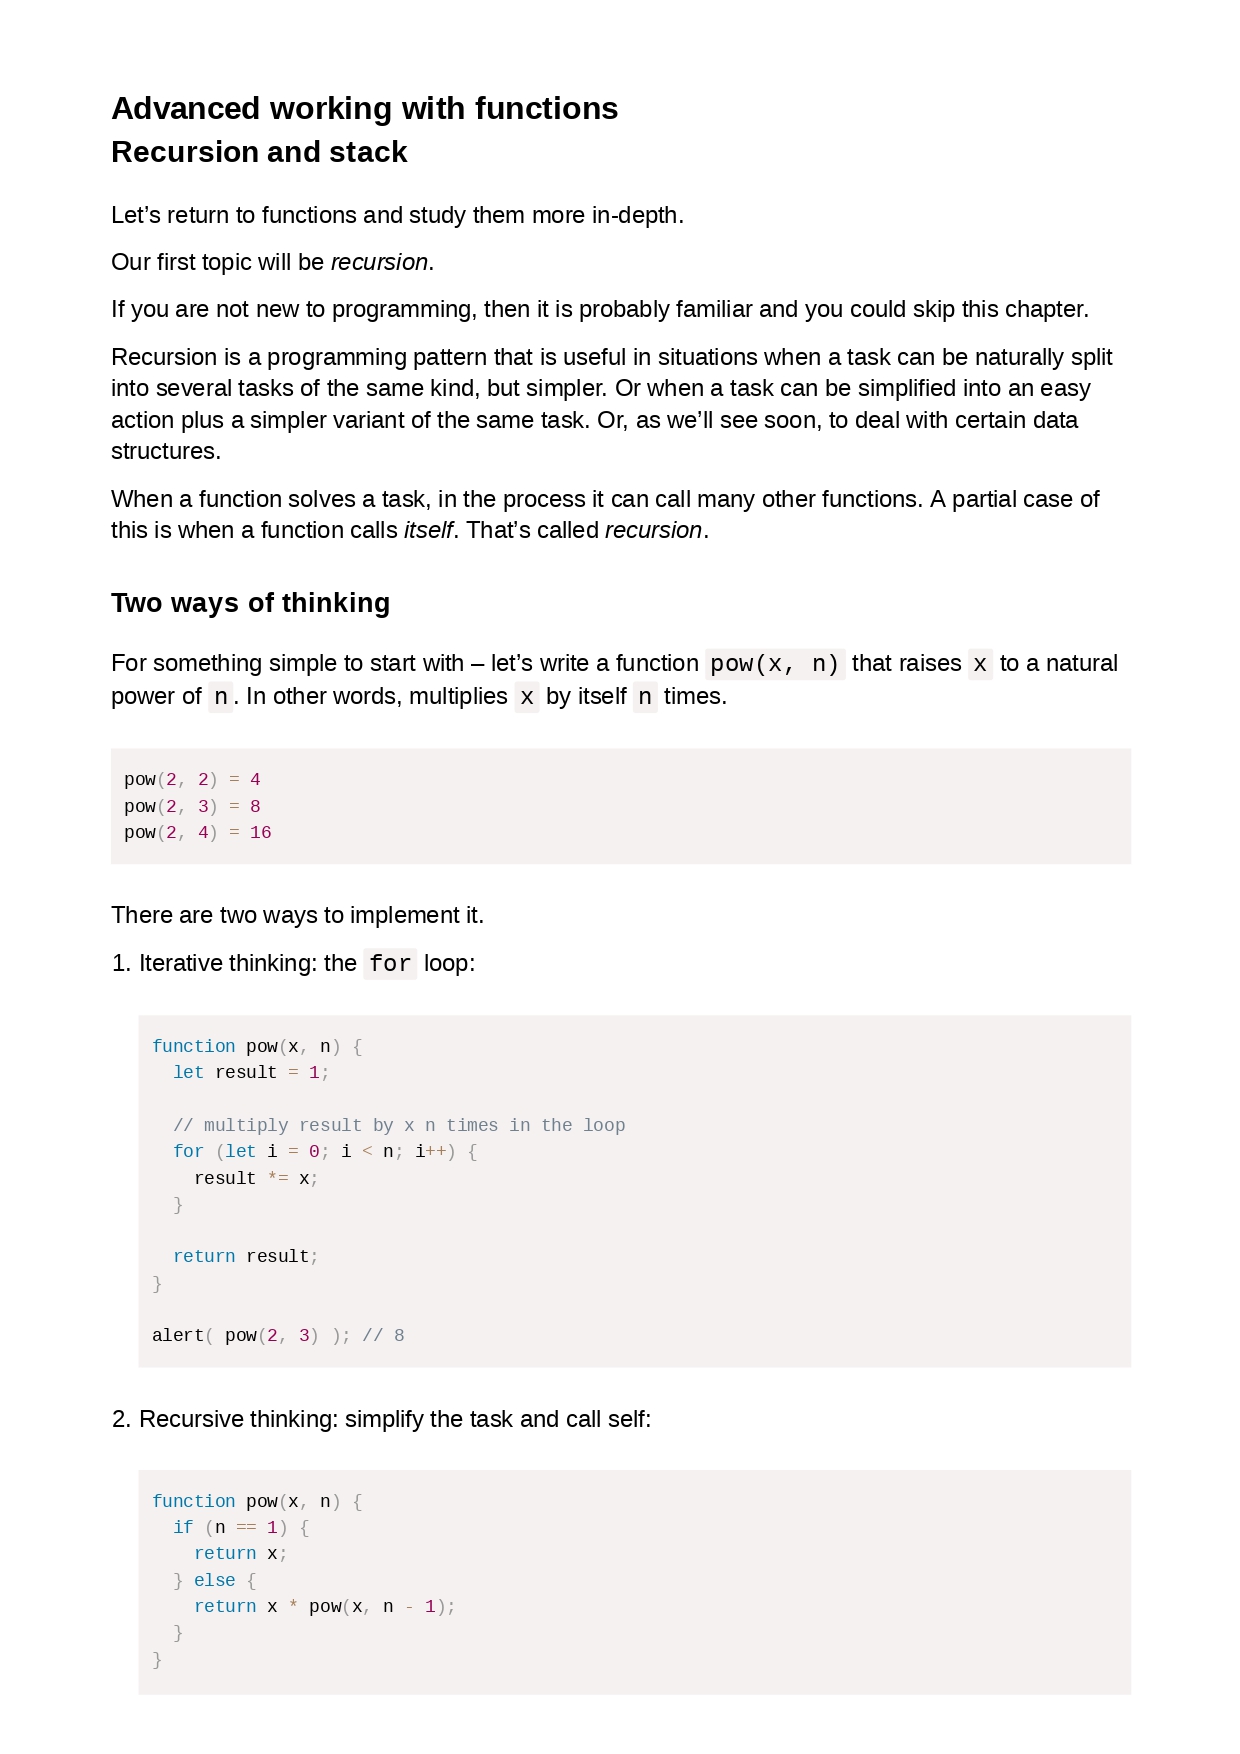 Advanced working with functions
Recursion and stack
Let’s return to functions and study them more in-depth.
Our first topic will be recursion.
If you are not new to programming, then it is probably familiar and you could skip this chapter.
Recursion is a programming pattern that is useful in situations when a task can be naturally split
into several tasks of the same kind, but simpler. Or when a task can be simplified into an easy
action plus a simpler variant of the same task. Or, as we’ll see soon, to deal with certain data
structures.
When a function solves a task, in the process it can call many other functions. A partial case of
this is when a function calls itself. That’s called recursion.
Two ways of thinking
For something simple to start with – let’s write a function pow(x, n) that raises x to a natural
power of n. In other words, multiplies x by itself n times.
pow(2, 2) = 4
pow(2, 3) = 8
pow(2, 4) = 16
There are two ways to implement it.
1. Iterative thinking: the for loop:
function pow(x, n) {
  let result = 1;
  // multiply result by x n times in the loop
  for (let i = 0; i < n; i++) {
    result *= x;
  }
  return result;
}
alert( pow(2, 3) ); // 8
2. Recursive thinking: simplify the task and call self:
function pow(x, n) {
  if (n == 1) {
    return x;
  } else {
    return x * pow(x, n - 1);
  }
}